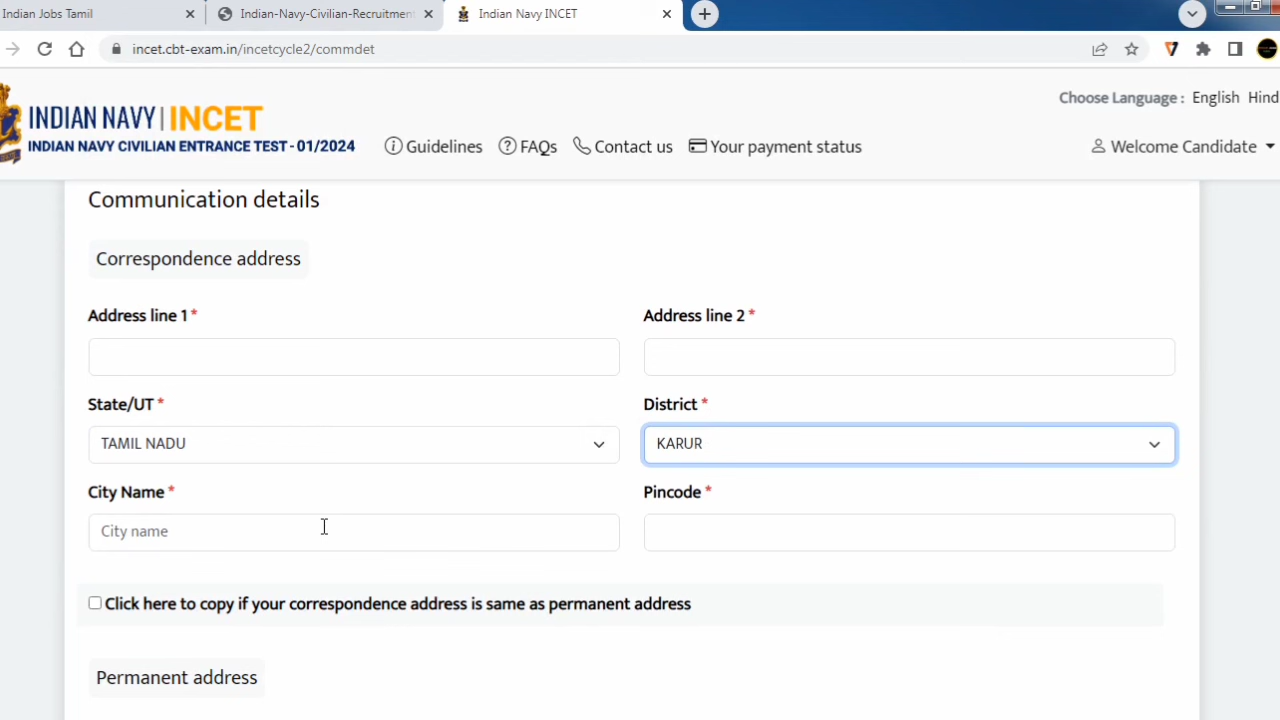 Indian Jobs Tamil
Indian-Navy-Civilian-Recruitment
Indian Navy INCET
incet.cbt-exam.in/incetcycle2/commdet
Choose Language : English Hind
INDIAN NAVY | INCET
INDIAN NAVY CIVILIAN ENTRANCE TEST - 01/2024
Guidelines FAQs Contact us Your payment status
Welcome Candidate
Communication details
Correspondence address
Address line 1 * Address line 2 *
State/UT * District *
TAMIL NADU KARUR
City Name * Pincode *
City name
Click here to copy if your correspondence address is same as permanent address
Permanent address